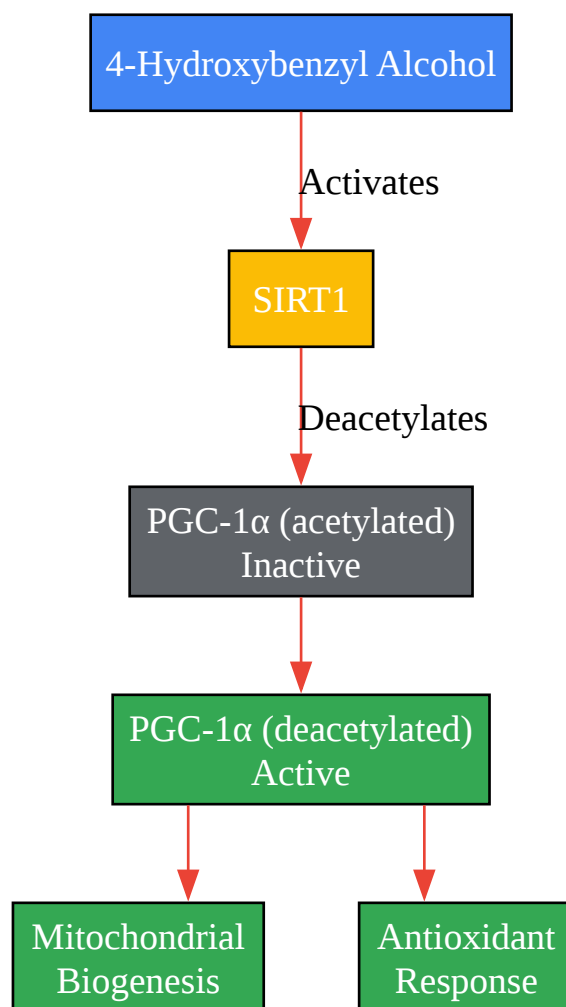 4-Hydroxybenzyl Alcohol
Activates
SIRT1
Deacetylates
PGC-1α (acetylated)
Inactive
PGC-1α (deacetylated)
Active
Mitochondrial
Biogenesis
Antioxidant
Response